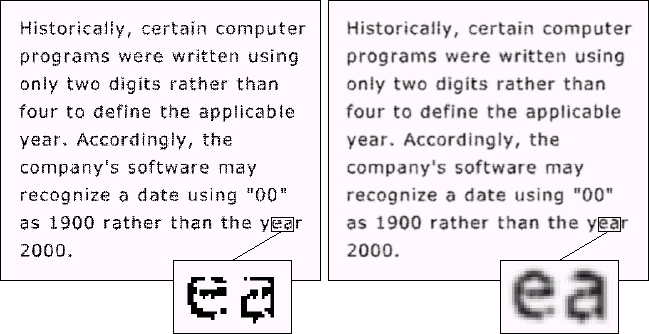 Historically, certain computer
programs were written using
only two digits rather than
four to define the applicable
year. Accordingly, the
company's software may
recognize a date using "00"
as 1900 rather than the year
2000.
ea
Historically, certain computer
programs were written using
only two digits rather than
four to define the applicable
year. Accordingly, the
company's software may
recognize a date using "00"
as 1900 rather than the year
2000.
ea